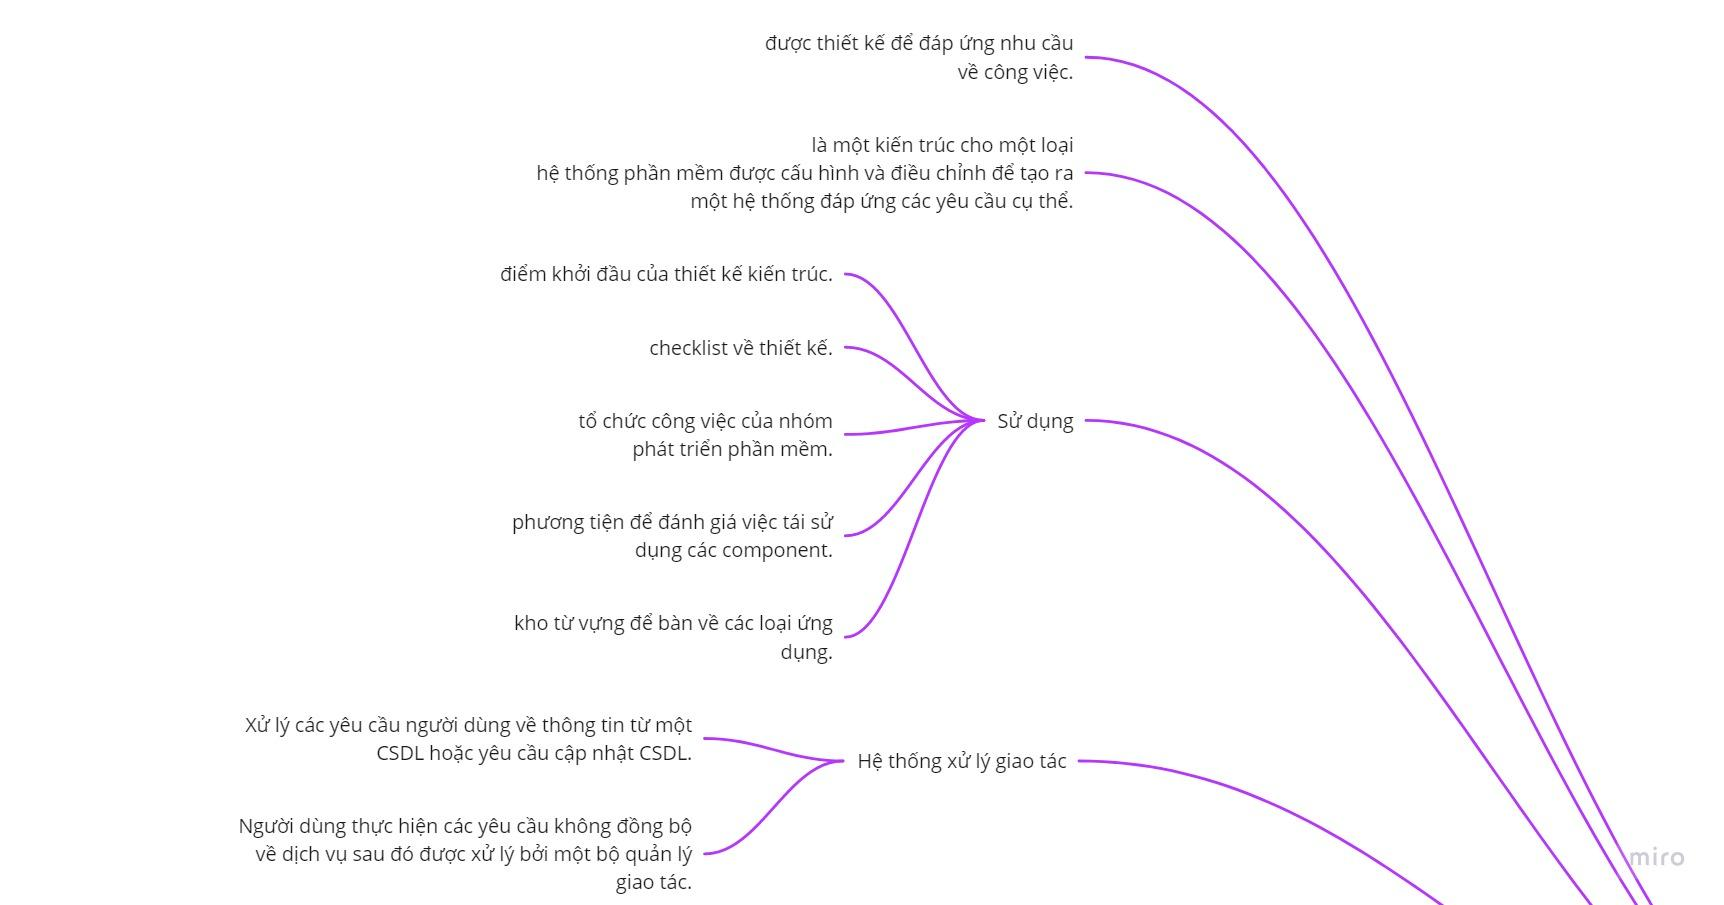 được thiết kế để đáp ứng nhu cầu
về công việc.
là một kiến trúc cho một loại
hệ thống phần mềm được cấu hình và điều chỉnh để tạo ra
một hệ thống đáp ứng các yêu cầu cụ thể.
điểm khởi đầu của thiết kế kiến trúc.
checklist về thiết kế.
tổ chức công việc của nhóm
phát triển phần mềm.
Sử dụng
phương tiện để đánh giá việc tái sử
dụng các component.
kho từ vựng để bàn về các loại ứng
dụng.
Xử lý các yêu cầu người dùng về thông tin từ một
CSDL hoặc yêu cầu cập nhật CSDL.
Hệ thống xử lý giao tác
Người dùng thực hiện các yêu cầu không đồng bộ
về dịch vụ sau đó được xử lý bởi một bộ quản lý
giao tác.
miro